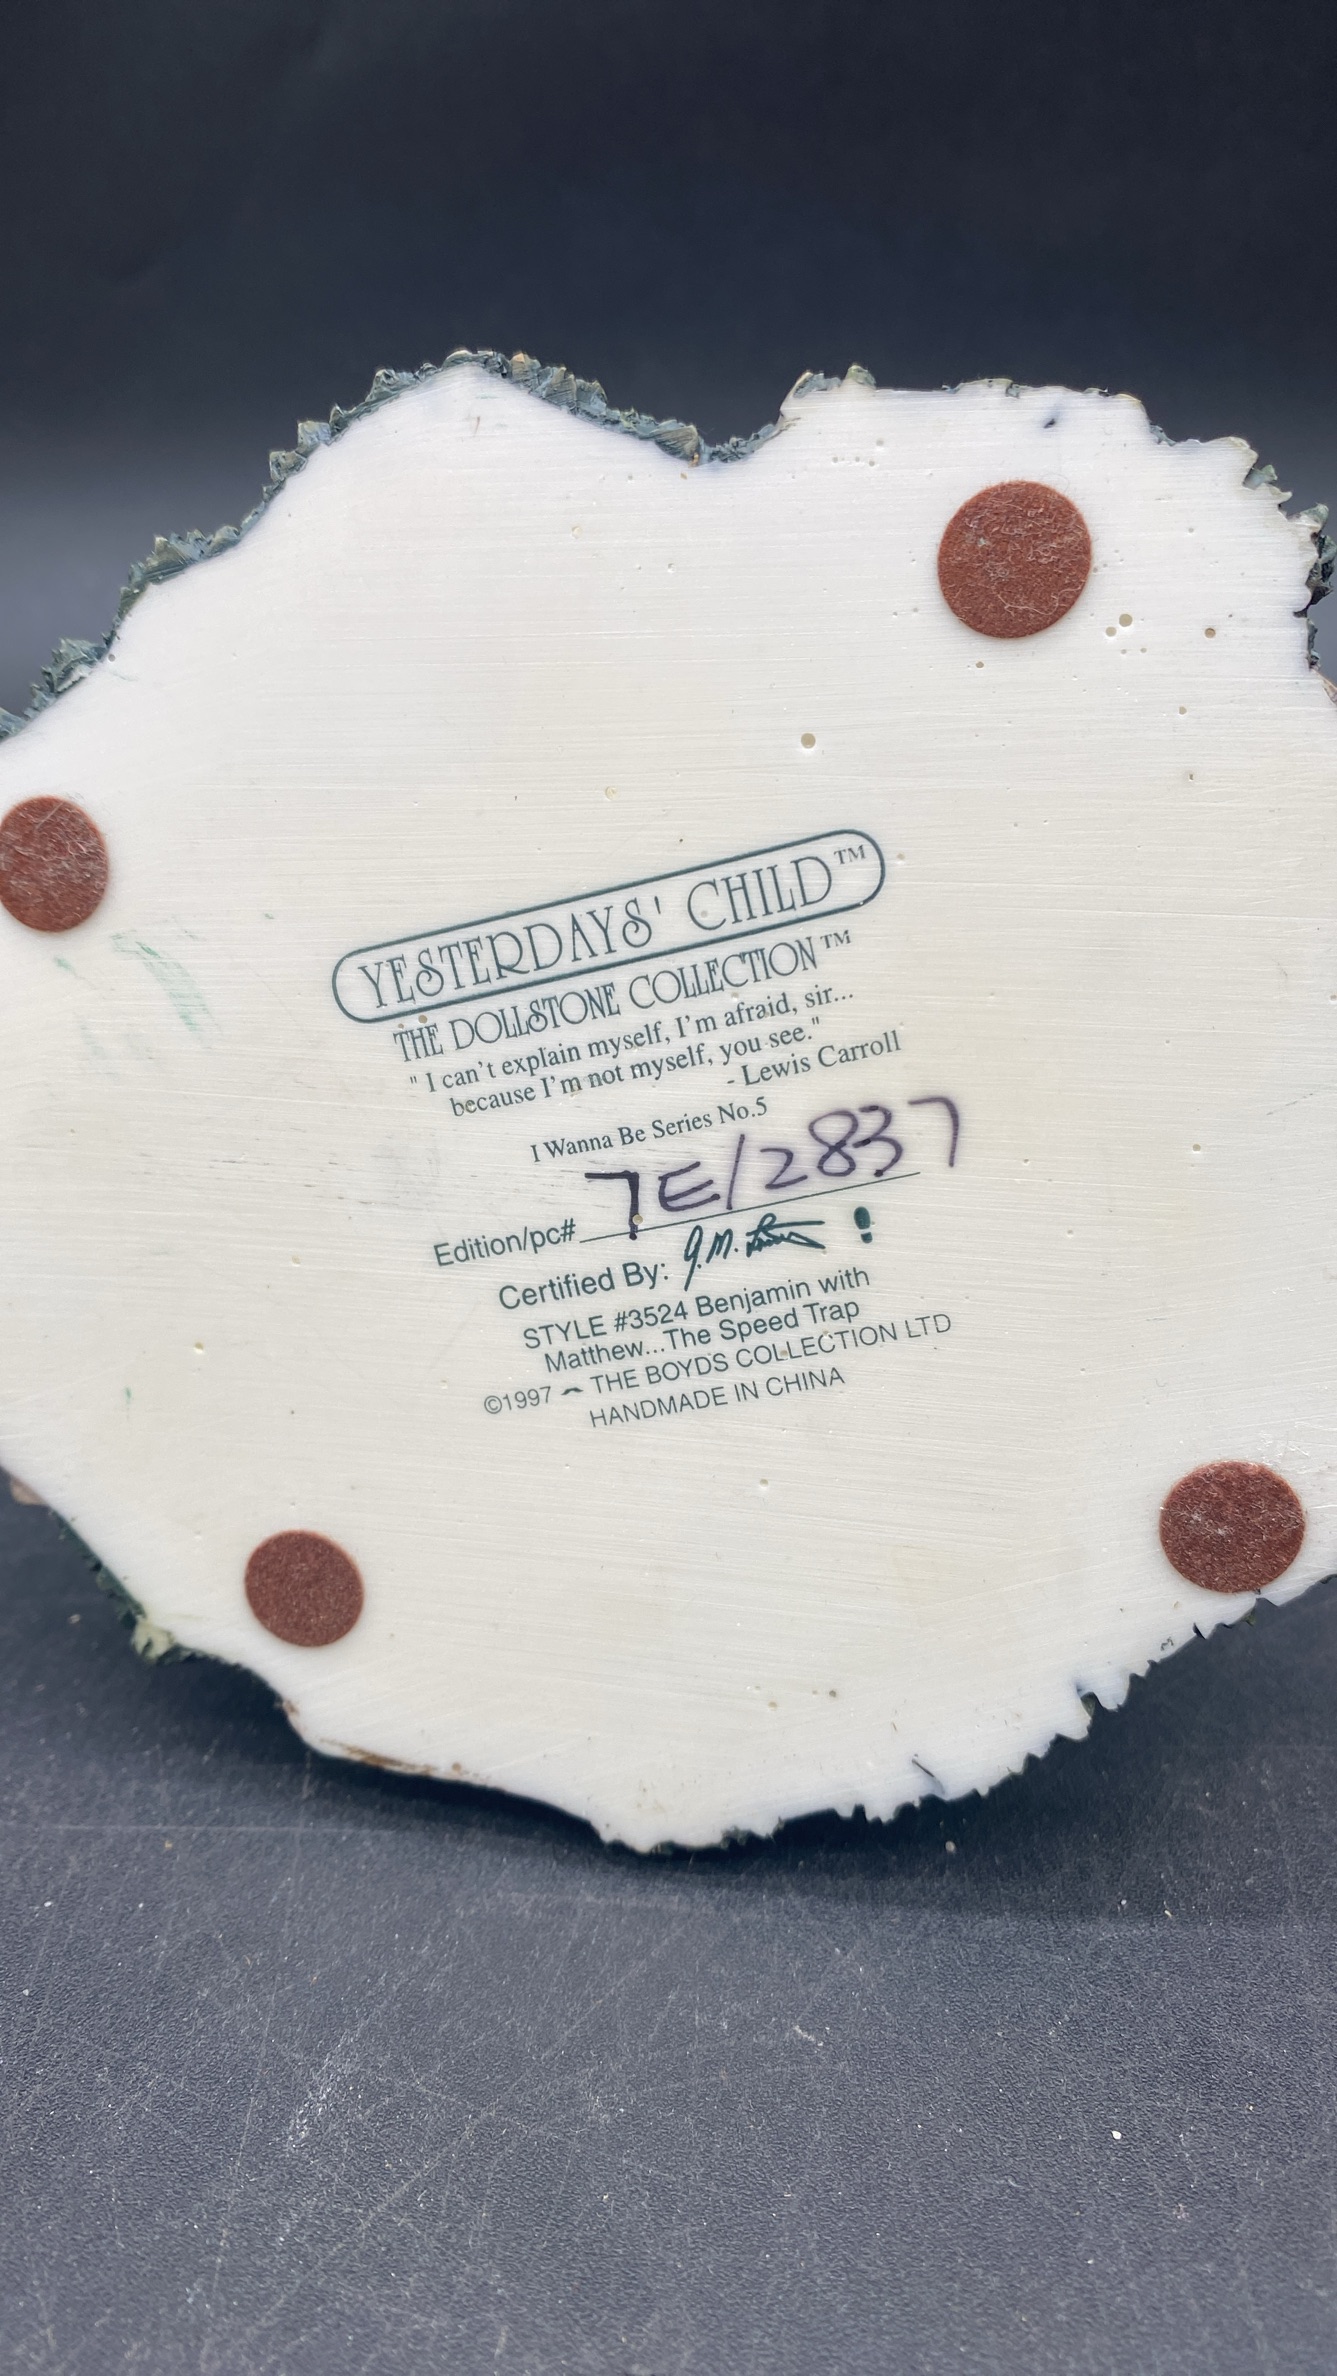 YESTERDAYS' CHILD™
THE DOLLSTONE COLLECTION™
" I can't explain myself, I'm afraid, sir...
because I'm not myself, you see."
- Lewis Carroll
I Wanna Be Series No.5
Edition/pc# 7E/2837
Certified By: J.M.
STYLE #3524 Benjamin with
Matthew...The Speed Trap
©1997 THE BOYDS COLLECTION LTD
HANDMADE IN CHINA